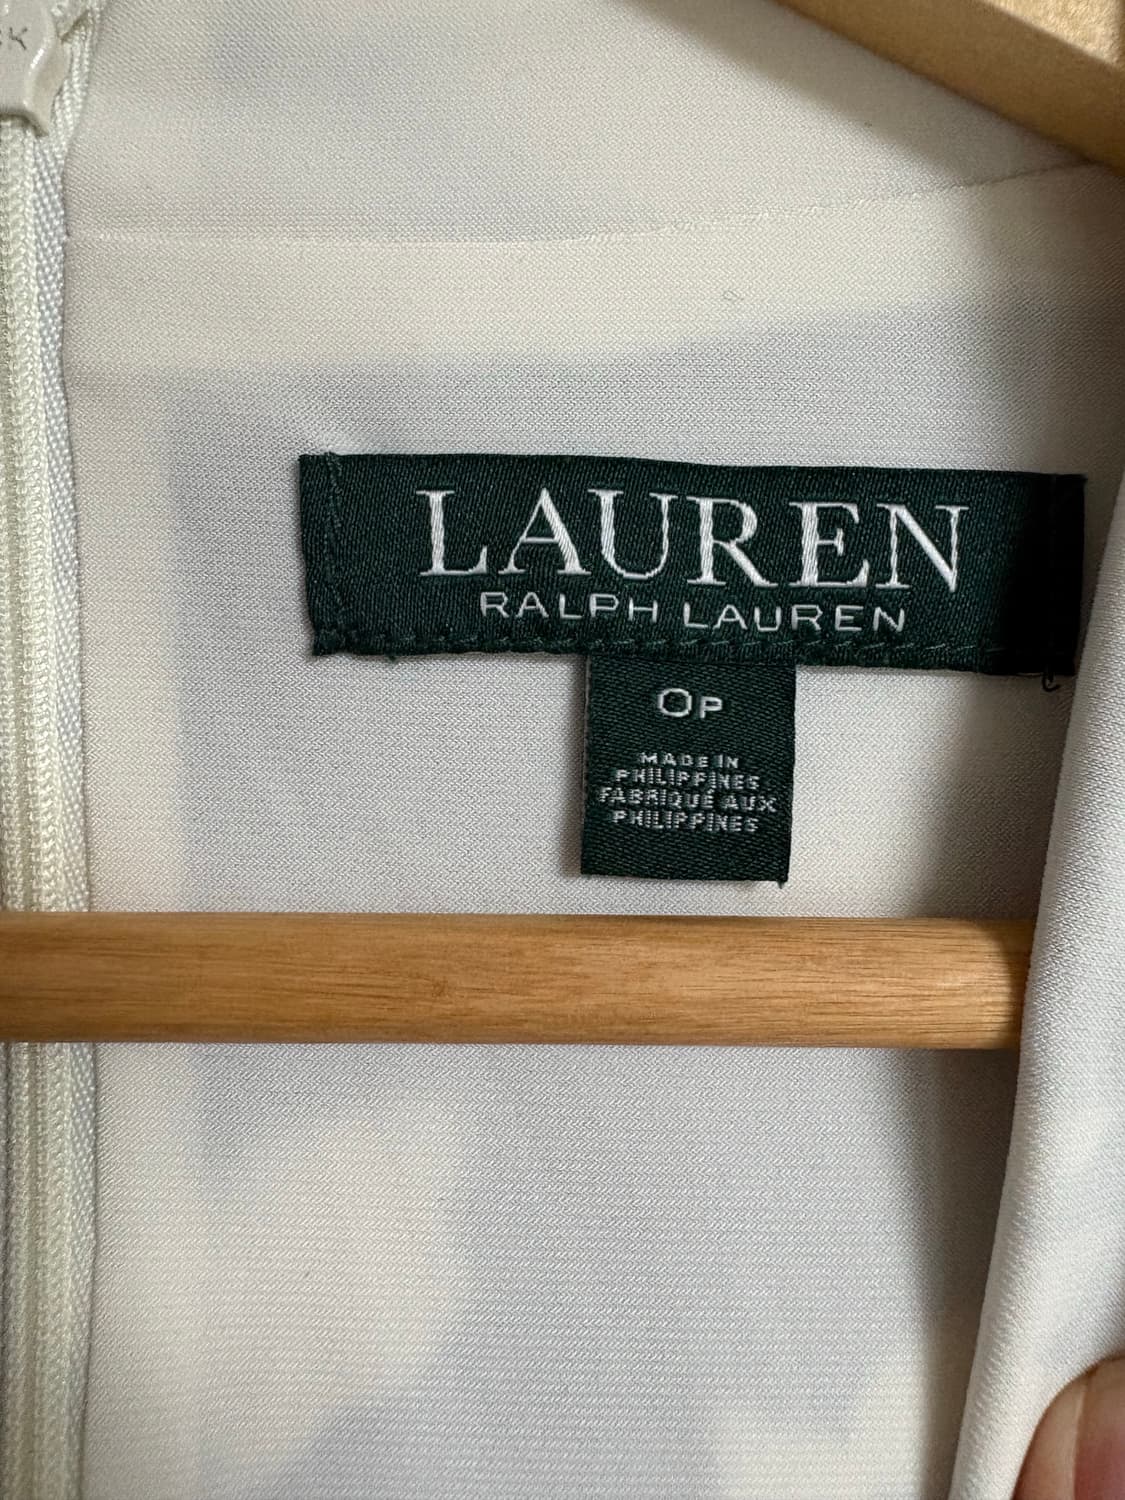 LAUREN
RALPH LAUREN
0P
MADE IN
PHILIPPINES
FABRIQUÉ AUX
PHILIPPINES